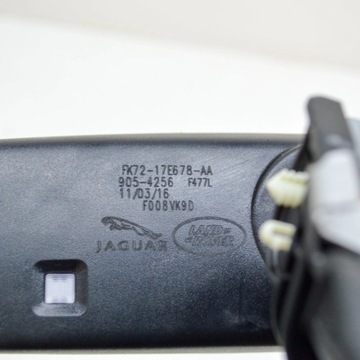 FK72-17E678-AA
905-4256 F477L
11/03/16
F008VK9D
JAGUAR
LAND ROVER